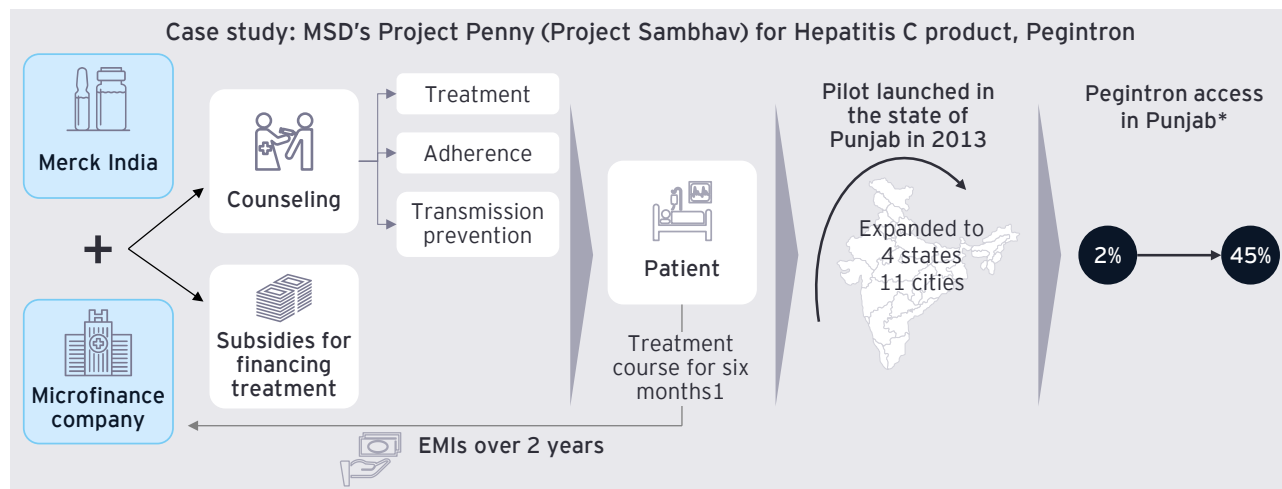 Case study: MSD's Project Penny (Project Sambhav) for Hepatitis C product, Pegintron
Merck India
+
Microfinance
company
Counseling
Subsidies for
financing
treatment
Treatment
Adherence
Transmission
prevention
Patient
Treatment
course for six
months1
EMIs over 2 years
Pilot launched in
the state of
Punjab in 2013
Expanded to
4 states
11 cities
Pegintron access
in Punjab*
2%
45%